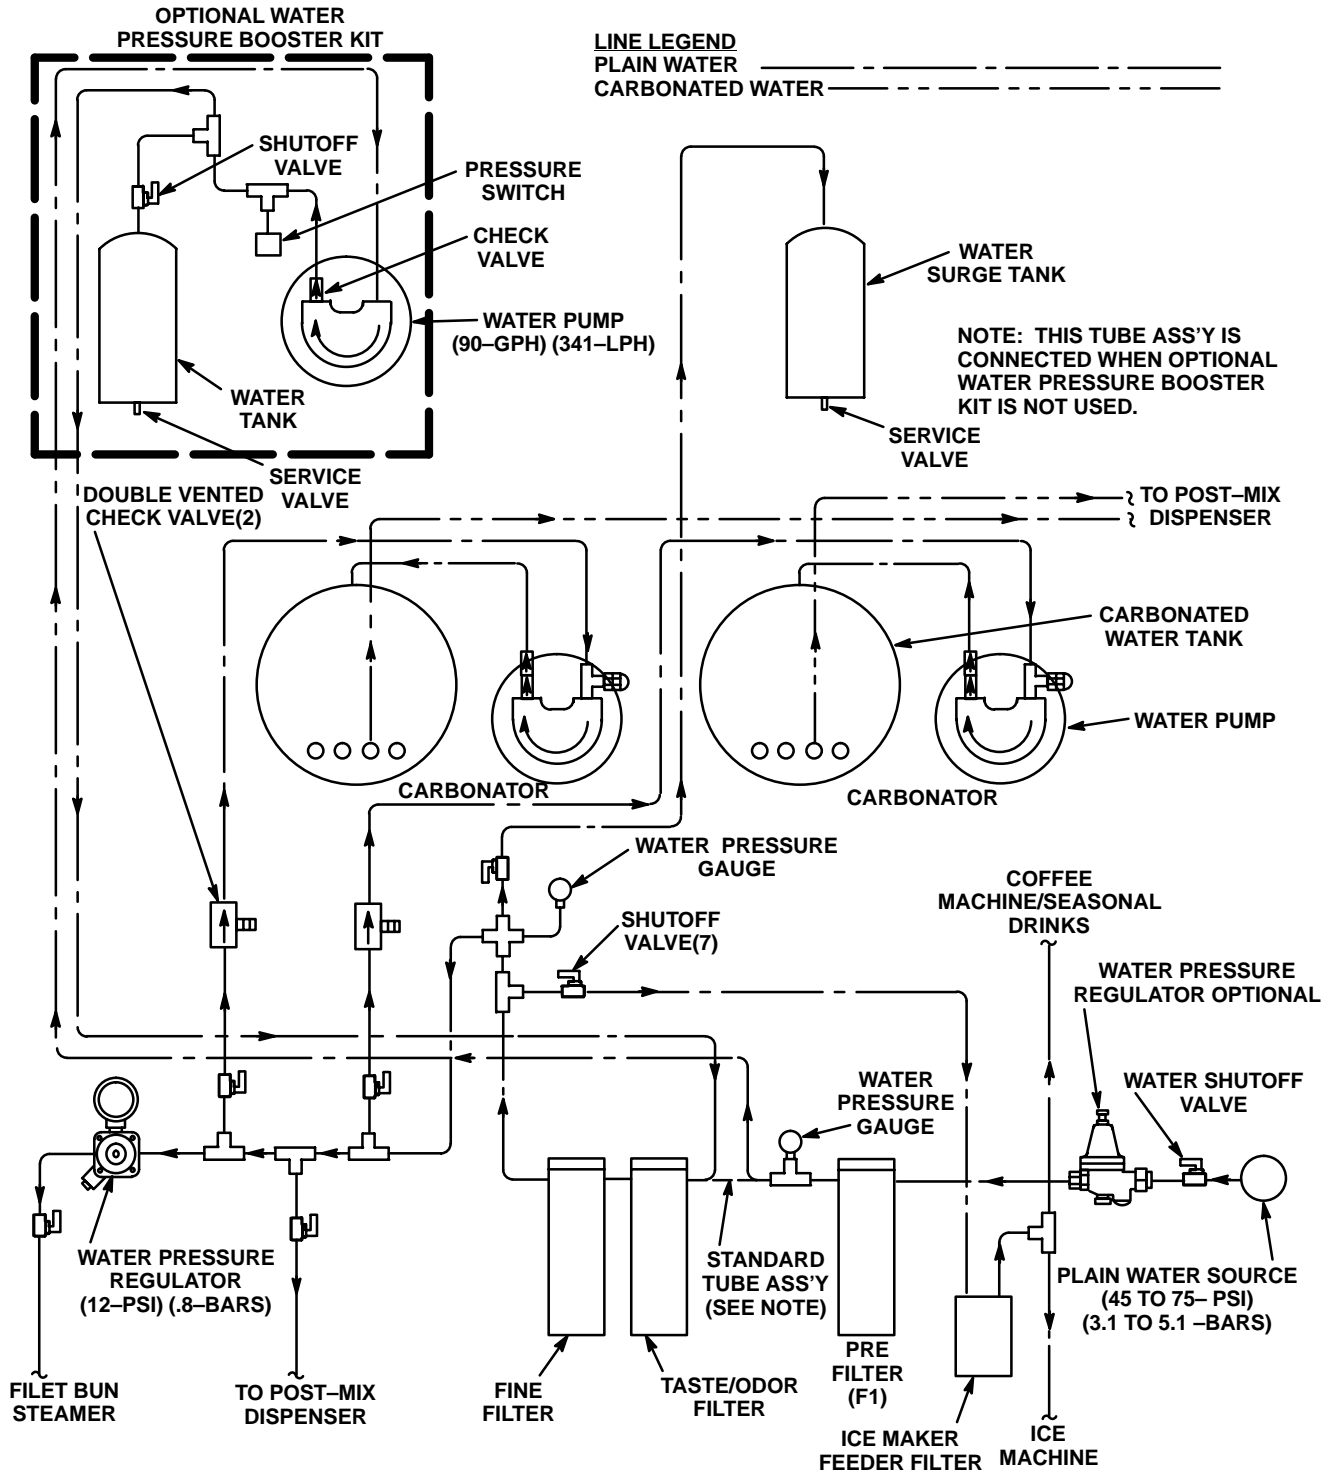 OPTIONAL WATER
PRESSURE BOOSTER KIT
LINE LEGEND
PLAIN WATER
CARBONATED WATER
SHUTOFF
VALVE
PRESSURE
SWITCH
CHECK
VALVE
WATER PUMP
(90–GPH) (341–LPH)
WATER
TANK
SERVICE
VALVE
WATER
SURGE TANK
NOTE: THIS TUBE ASS'Y IS
CONNECTED WHEN OPTIONAL
WATER PRESSURE BOOSTER
KIT IS NOT USED.
SERVICE
VALVE
DOUBLE VENTED
CHECK VALVE(2)
TO POST–MIX
DISPENSER
CARBONATED
WATER TANK
WATER PUMP
CARBONATOR
CARBONATOR
WATER PRESSURE
GAUGE
SHUTOFF
VALVE(7)
COFFEE
MACHINE/SEASONAL
DRINKS
WATER PRESSURE
REGULATOR OPTIONAL
WATER
PRESSURE
GAUGE
WATER SHUTOFF
VALVE
WATER PRESSURE
REGULATOR
(12–PSI) (.8–BARS)
STANDARD
TUBE ASS'Y
(SEE NOTE)
PLAIN WATER SOURCE
(45 TO 75– PSI)
(3.1 TO 5.1 –BARS)
FILET BUN
STEAMER
TO POST–MIX
DISPENSER
FINE
FILTER
TASTE/ODOR
FILTER
PRE
FILTER
(F1)
ICE MAKER
FEEDER FILTER
ICE
MACHINE